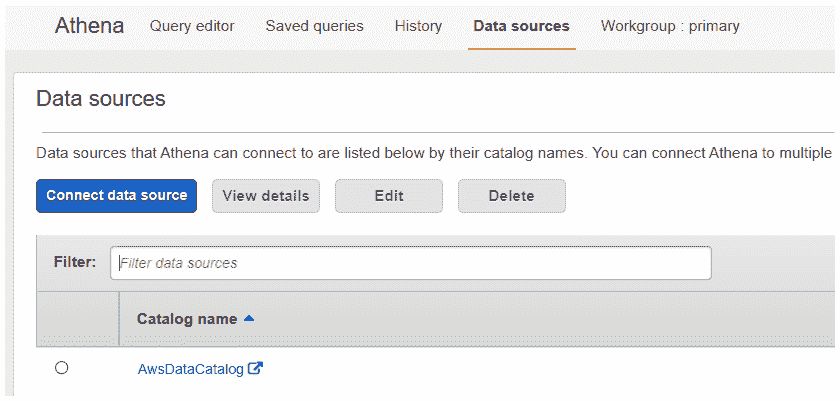 Athena Query editor Saved queries History Data sources Workgroup : primary
Data sources
Data sources that Athena can connect to are listed below by their catalog names. You can connect Athena to multiple
Connect data source View details Edit Delete
Filter: Filter data sources
Catalog name
AwsDataCatalog